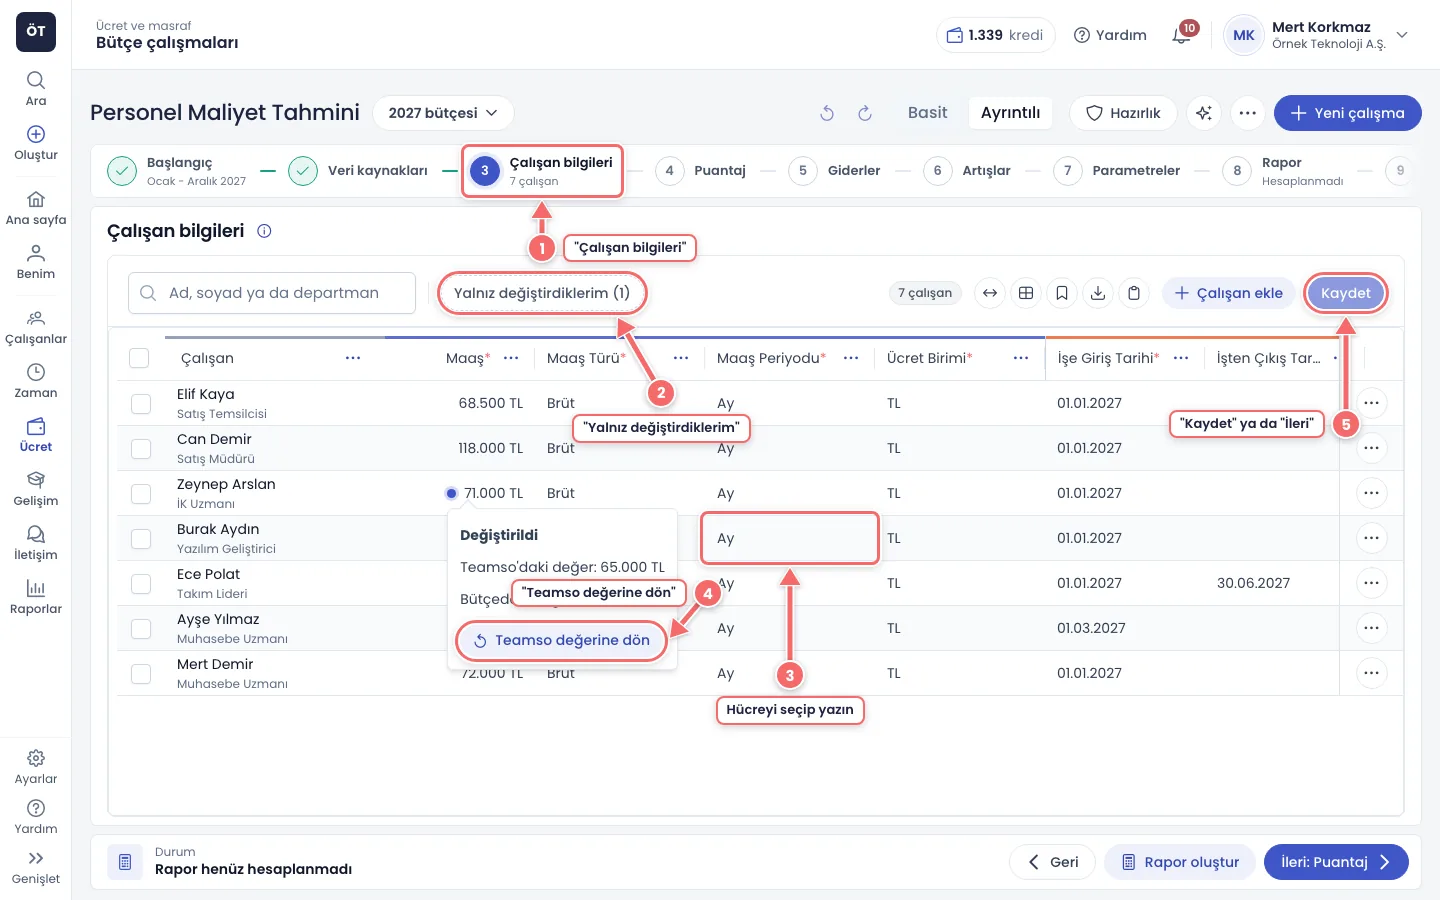 ÖT
Ücret ve masraf
Bütçe çalışmaları
1.339 kredi
Yardım
10
MK
Mert Korkmaz
Örnek Teknoloji A.Ş.
Ara
Oluştur
Ana sayfa
Benim
Çalışanlar
Zaman
Ücret
Gelişim
İletişim
Raporlar
Ayarlar
Yardım
Genişlet
Personel Maliyet Tahmini
2027 bütçesi
Basit
Ayrıntılı
Hazırlık
Yeni çalışma
Başlangıç
Ocak - Aralık 2027
Veri kaynakları
3
Çalışan bilgileri
7 çalışan
4 Puantaj
5 Giderler
6 Artışlar
7 Parametreler
8
Rapor
Hesaplanmadı
9
Çalışan bilgileri
1
"Çalışan bilgileri"
Ad, soyad ya da departman
Yalnız değiştirdiklerim (1)
7 çalışan
Çalışan ekle
Kaydet
Çalışan
Maaş*
Maaş Türü*
Maaş Periyodu*
Ücret Birimi*
İşe Giriş Tarihi*
İşten Çıkış Tar...
Elif Kaya
Satış Temsilcisi
68.500 TL Brüt Ay TL 01.01.2027
2
"Yalnız değiştirdiklerim"
"Kaydet" ya da "İleri"
5
Can Demir
Satış Müdürü
118.000 TL Brüt Ay TL 01.01.2027
Zeynep Arslan
İK Uzmanı
71.000 TL Brüt Ay TL 01.01.2027
Burak Aydın
Yazılım Geliştirici
Ay TL 01.01.2027
Değiştirildi
Teamso'daki değer: 65.000 TL
Ece Polat
Takım Lideri
Ay TL 01.01.2027 30.06.2027
"Teamso değerine dön"
4
Ayşe Yılmaz
Muhasebe Uzmanı
Ay TL 01.03.2027
Teamso değerine dön
Mert Demir
Muhasebe Uzmanı
72.000 TL Brüt Ay TL 01.01.2027
3
Hücreyi seçip yazın
Durum
Rapor henüz hesaplanmadı
Geri
Rapor oluştur
İleri: Puantaj